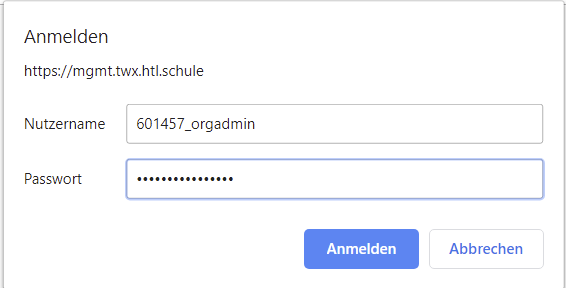 Anmelden
https://mgmt.twx.htl.schule
Nutzername 601457_orgadmin
Passwort ••••••••••••••••
Anmelden Abbrechen